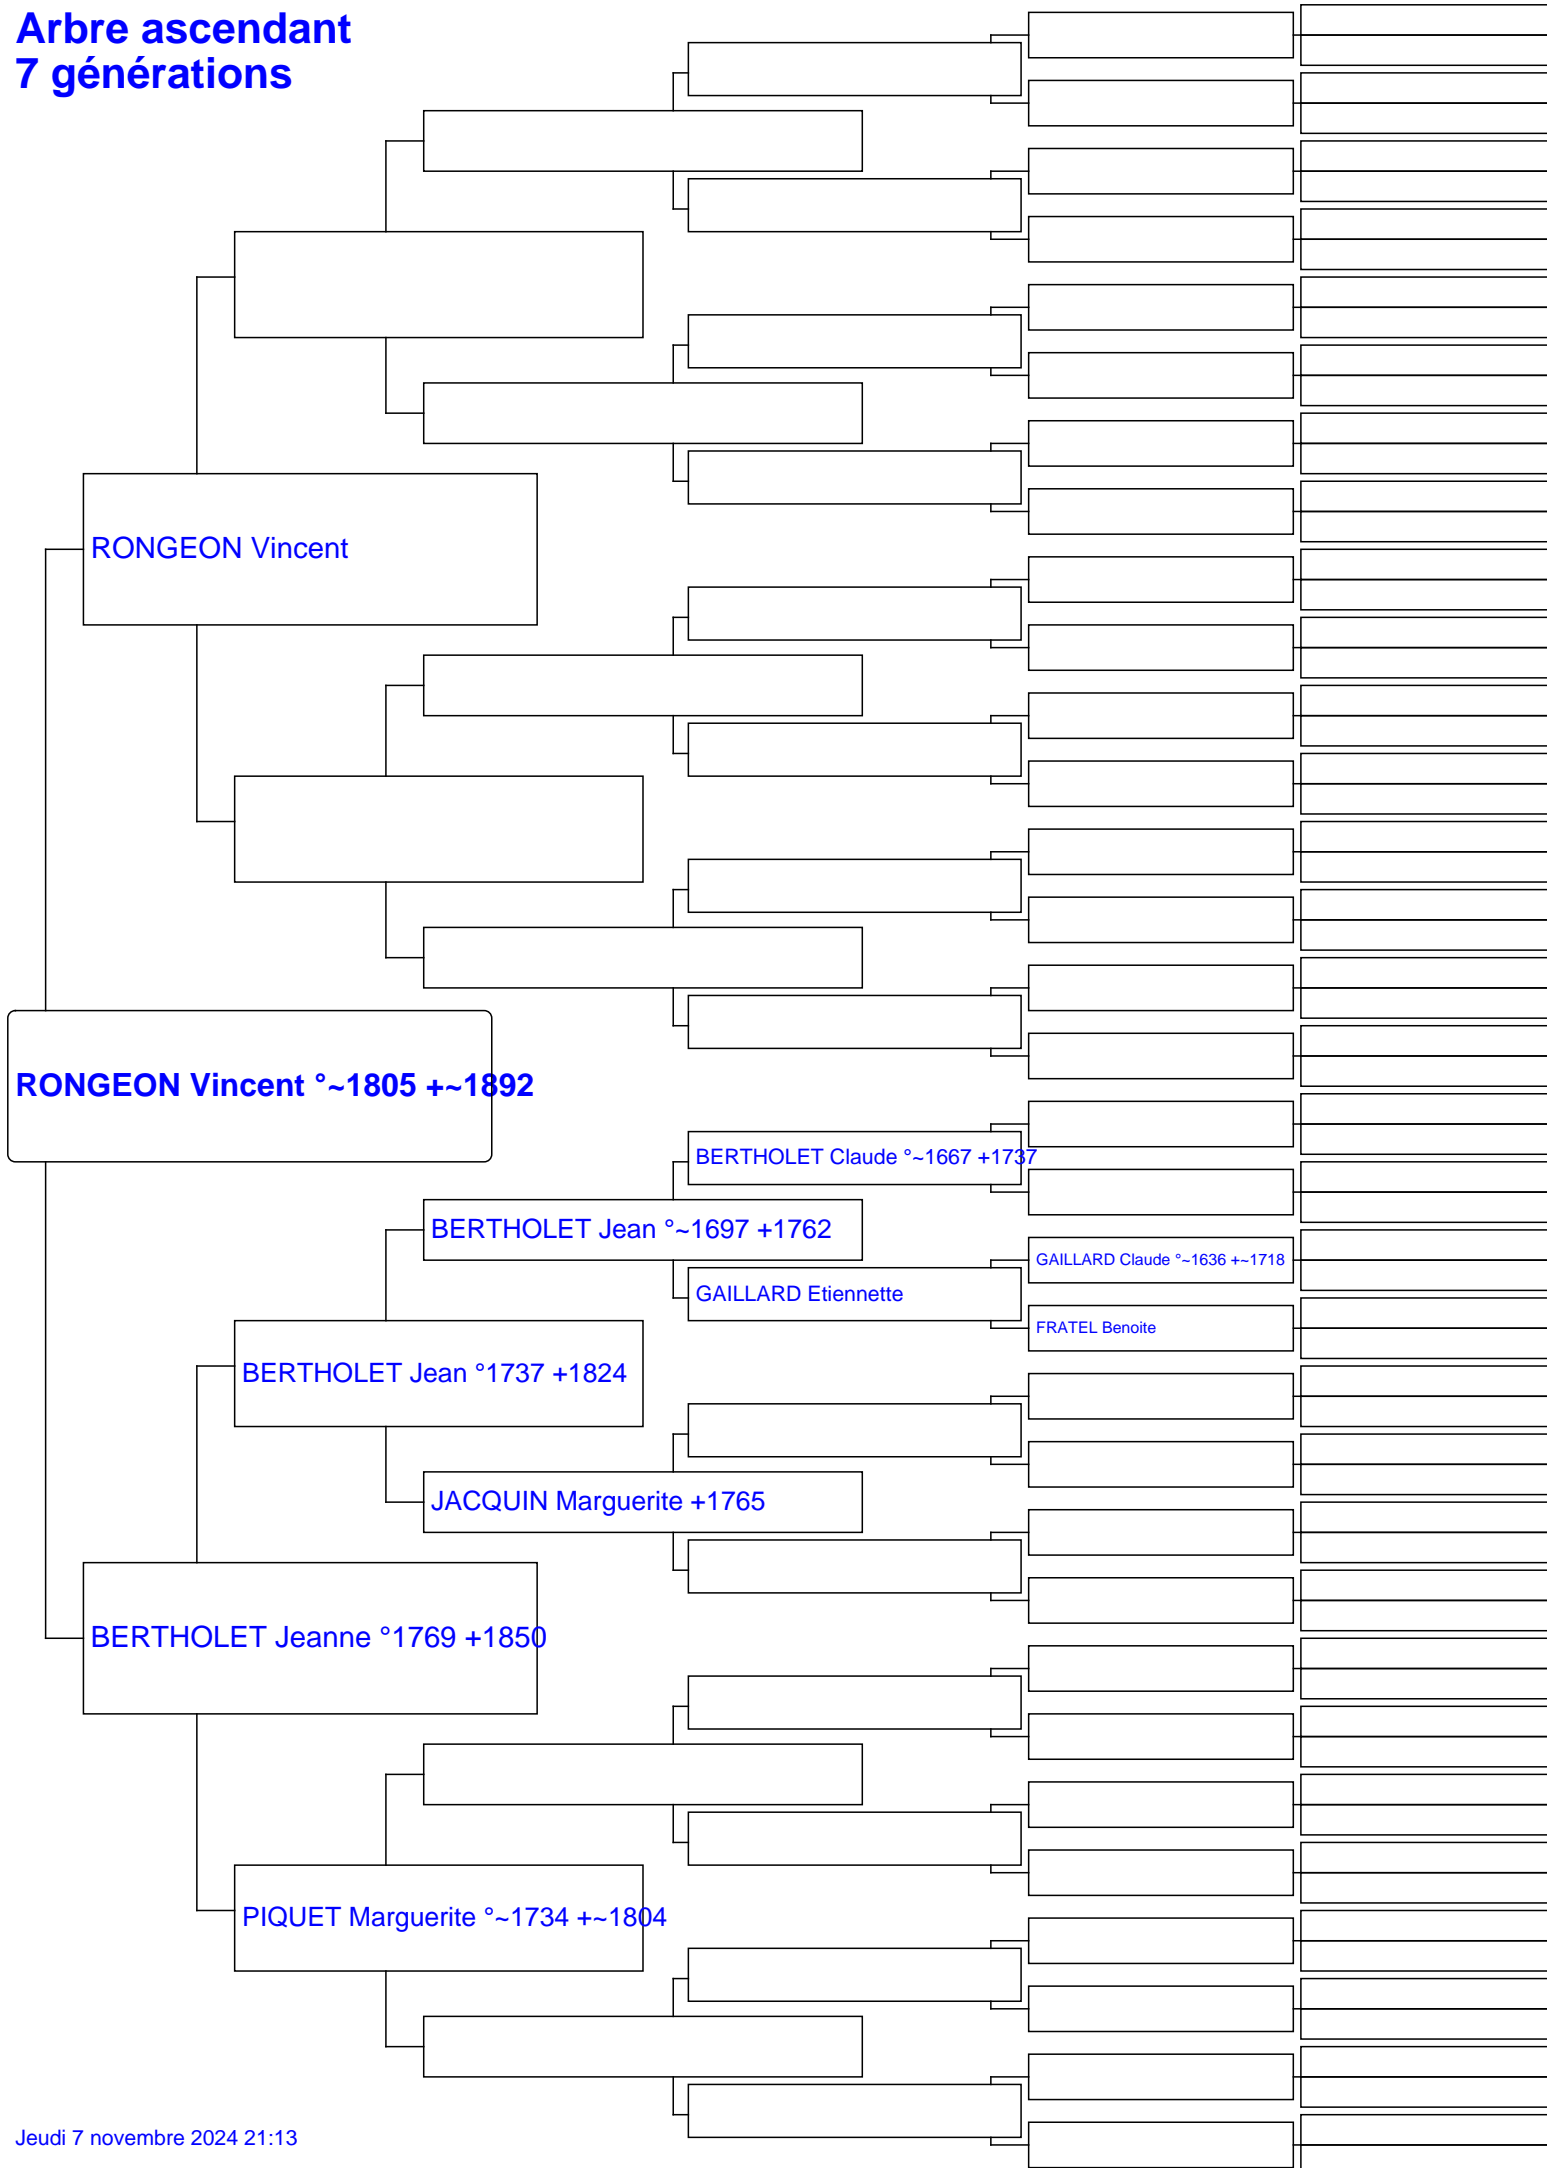 Arbre ascendant
7 générations
RONGEON Vincent
RONGEON Vincent °~1805 +~1892
BERTHOLET Claude °~1667 +1737
BERTHOLET Jean °~1697 +1762
GAILLARD Claude °~1636 +~1718
GAILLARD Etiennette
FRATEL Benoite
BERTHOLET Jean °1737 +1824
JACQUIN Marguerite +1765
BERTHOLET Jeanne °1769 +1850
PIQUET Marguerite °~1734 +~1804
Jeudi 7 novembre 2024 21:13